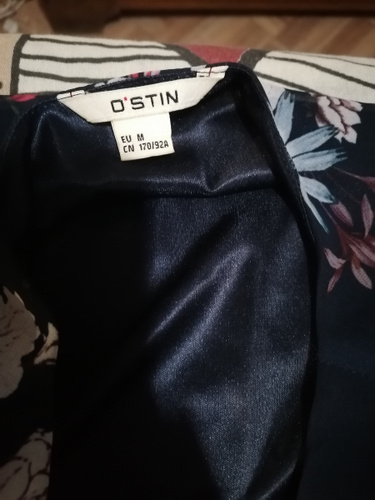 O'STIN
EU M
CN 170/92A